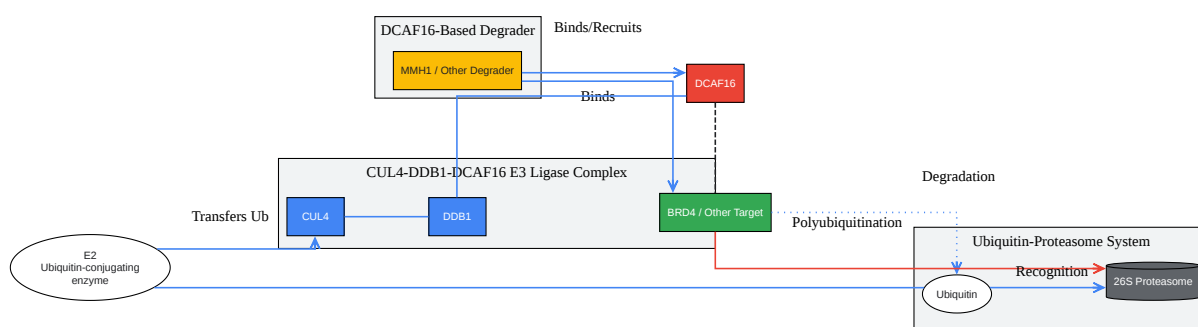 DCAF16-Based Degrader
Binds/Recruits
MMH1 / Other Degrader
DCAF16
Binds
CUL4-DDB1-DCAF16 E3 Ligase Complex
Degradation
Transfers Ub
CUL4
DDB1
BRD4 / Other Target
Polyubiquitination
Ubiquitin-Proteasome System
E2
Ubiquitin-conjugating
enzyme
Recognition
26S Proteasome
Ubiquitin